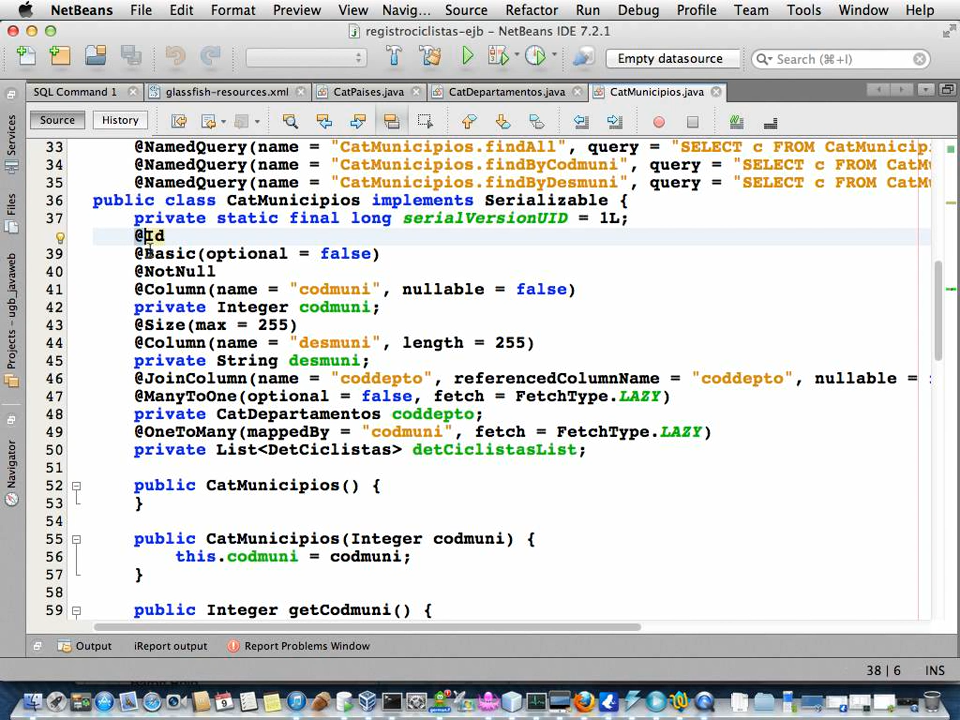 NetBeans File Edit Format Preview View Navig... Source Refactor Run Debug Profile Team Tools Window Help
registrociclistas-ejb - NetBeans IDE 7.2.1
Empty datasource Search (⌘+I)
SQL Command 1 glassfish-resources.xml CatPaises.java CatDepartamentos.java CatMunicipios.java
Source History
33 @NamedQuery(name = "CatMunicipios.findAll", query = "SELECT c FROM CatMunicip
34 @NamedQuery(name = "CatMunicipios.findByCodmuni", query = "SELECT c FROM CatM
35 @NamedQuery(name = "CatMunicipios.findByDesmuni", query = "SELECT c FROM CatM
36 public class CatMunicipios implements Serializable {
37 private static final long serialVersionUID = 1L;
@Id
39 @Basic(optional = false)
40 @NotNull
41 @Column(name = "codmuni", nullable = false)
42 private Integer codmuni;
43 @Size(max = 255)
44 @Column(name = "desmuni", length = 255)
45 private String desmuni;
46 @JoinColumn(name = "coddepto", referencedColumnName = "coddepto", nullable =
47 @ManyToOne(optional = false, fetch = FetchType.LAZY)
48 private CatDepartamentos coddepto;
49 @OneToMany(mappedBy = "codmuni", fetch = FetchType.LAZY)
50 private List<DetCiclistas> detCiclistasList;
51
52 public CatMunicipios() {
53 }
54
55 public CatMunicipios(Integer codmuni) {
56 this.codmuni = codmuni;
57 }
58
59 public Integer getCodmuni() {
Services
Files
Projects - ugb_javaweb
Navigator
Output iReport output Report Problems Window
38 | 6 INS